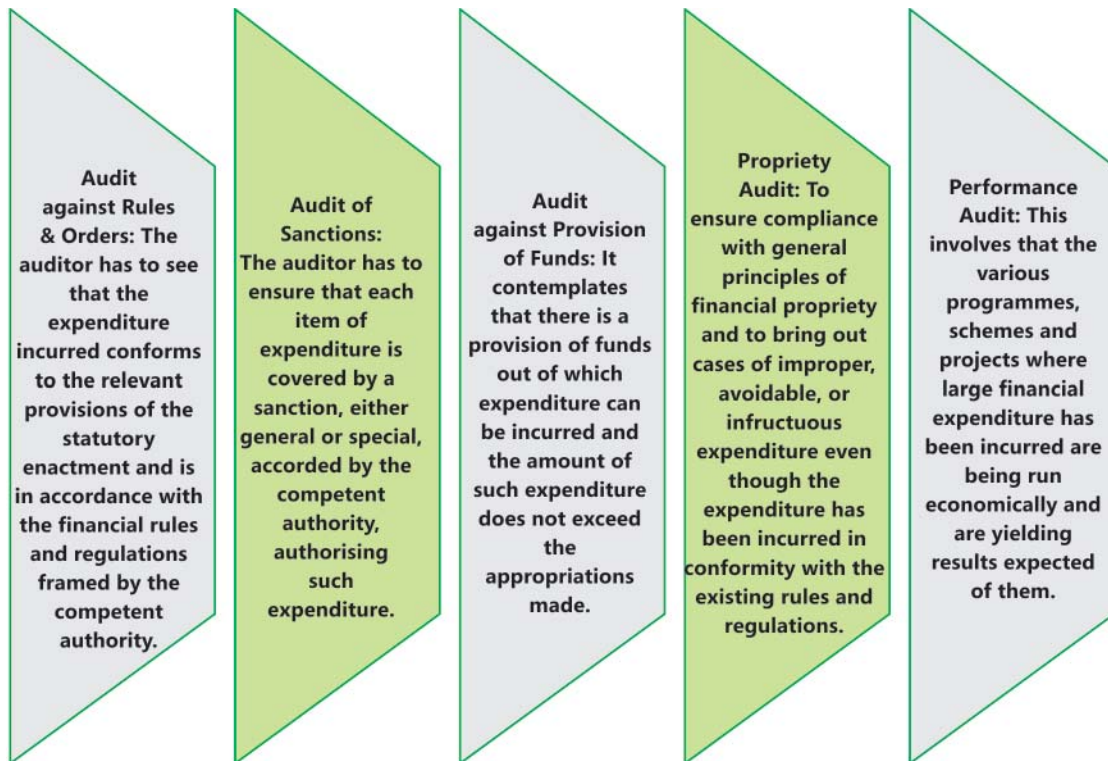 Audit
against Rules
& Orders: The
auditor has to see
that the
expenditure
incurred conforms
to the relevant
provisions of the
statutory
enactment and is
in accordance with
the financial rules
and regulations
framed by the
competent
authority.
Audit of
Sanctions:
The auditor has to
ensure that each
item of
expenditure is
covered by a
sanction, either
general or special,
accorded by the
competent
authority,
authorising
such
expenditure.
Audit
against Provision
of Funds: It
contemplates
that there is a
provision of funds
out of which
expenditure can
be incurred and
the amount of
such expenditure
does not exceed
the
appropriations
made.
Propriety
Audit: To
ensure compliance
with general
principles of
financial propriety
and to bring out
cases of improper,
avoidable, or
infructuous
expenditure even
though the
expenditure has
been incurred in
conformity with the
existing rules and
regulations.
Performance
Audit: This
involves that the
various
programmes,
schemes and
projects where
large financial
expenditure has
been incurred are
being run
economically and
are yielding
results expected
of them.